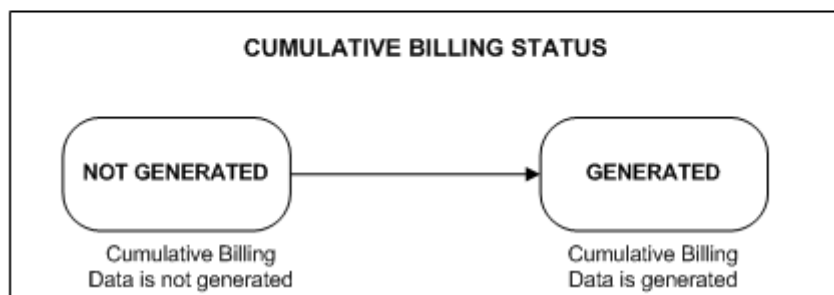 CUMULATIVE BILLING STATUS
NOT GENERATED
GENERATED
Cumulative Billing
Data is not generated
Cumulative Billing
Data is generated